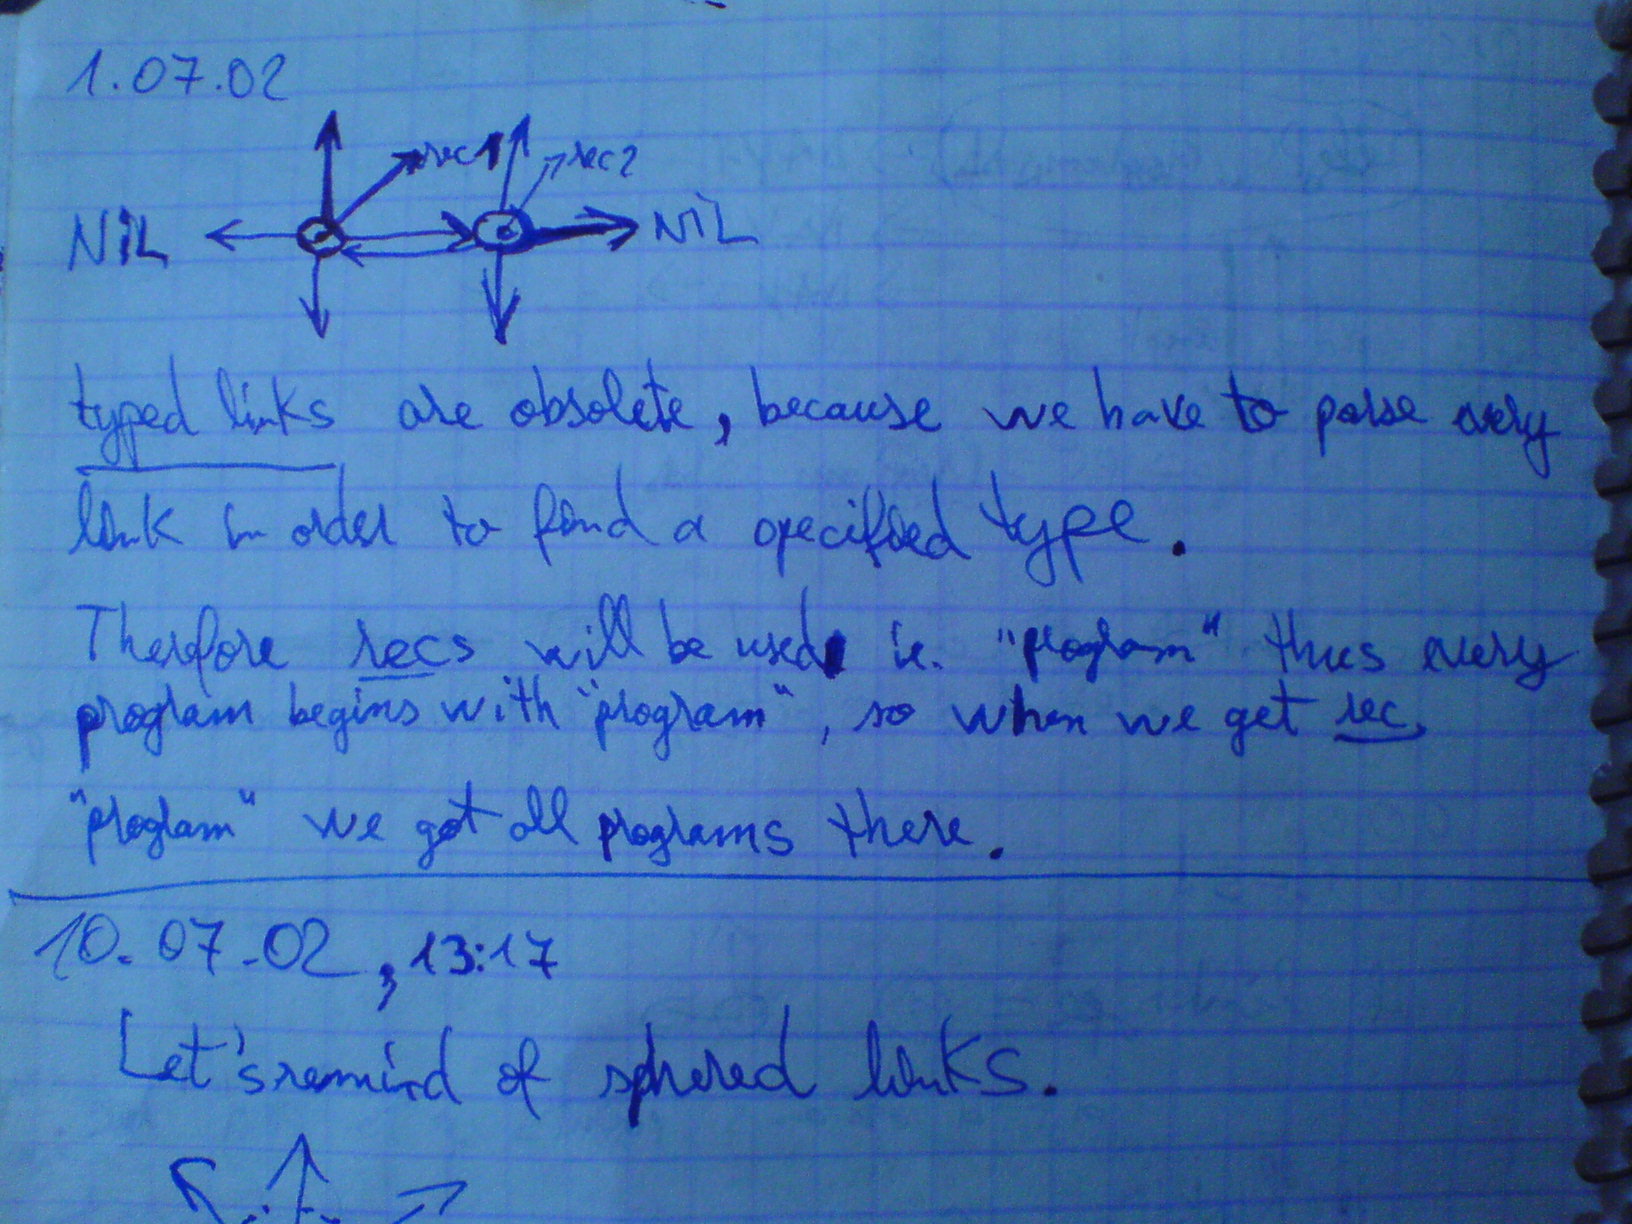 1.07.02
rec1 rec2
NiL NiL
typed links are obsolete, because we have to parse every
link in order to find a specified type.
Therefore recs will be used ie. "program" thus every
program begins with "program", so when we get rec
"program" we got all programs there.
10.07.02, 13:17
Let's remind of sphered links.